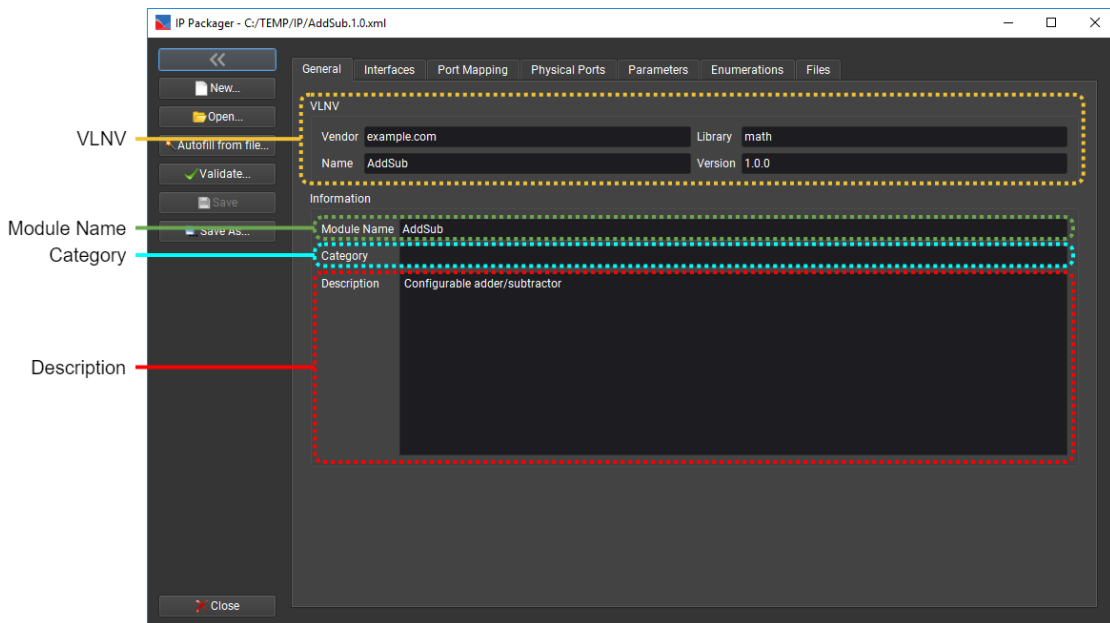 IP Packager - C:/TEMP/IP/AddSub.1.0.xml
General Interfaces Port Mapping Physical Ports Parameters Enumerations Files
New...
Open...
Autofill from file...
Validate...
Save
Save As...
Close
VLNV
VLNV
Vendor example.com Library math
Name AddSub Version 1.0.0
Information
Module Name
Module Name AddSub
Category
Category
Description
Description Configurable adder/subtractor